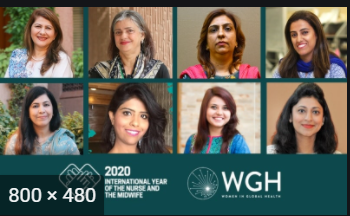 2020
INTERNATIONAL YEAR
OF THE NURSE AND
THE MIDWIFE
WGH
WOMEN IN GLOBAL HEALTH
800 × 480